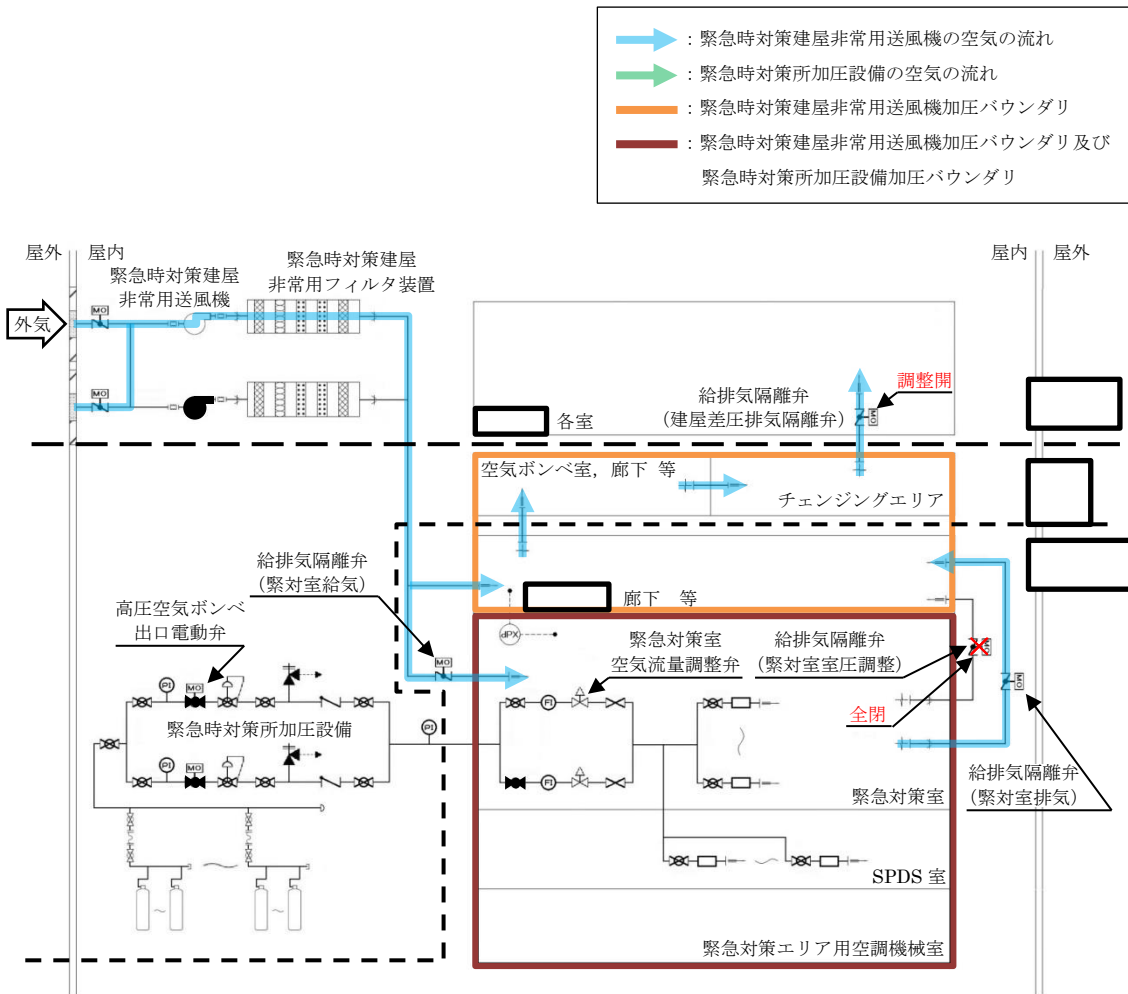 ：緊急時対策建屋非常用送風機の空気の流れ
：緊急時対策所加圧設備の空気の流れ
：緊急時対策建屋非常用送風機加圧バウンダリ
：緊急時対策建屋非常用送風機加圧バウンダリ及び
緊急時対策所加圧設備加圧バウンダリ
屋外
屋内
緊急時対策建屋
非常用送風機
緊急時対策建屋
非常用フィルタ装置
屋内
屋外
MO
外気
MO
給排気隔離弁
（建屋差圧排気隔離弁）
調整開
MO
各室
空気ボンベ室，廊下 等
チェンジングエリア
給排気隔離弁
（緊対室給気）
廊下 等
高圧空気ボンベ
出口電動弁
dPX
緊急対策室
空気流量調整弁
給排気隔離弁
（緊対室室圧調整）
MO
MO
MO
PI
MO
FI
全閉
緊急時対策所加圧設備
PI
PI
MO
FI
給排気隔離弁
（緊対室排気）
緊急対策室
SPDS 室
緊急対策エリア用空調機械室